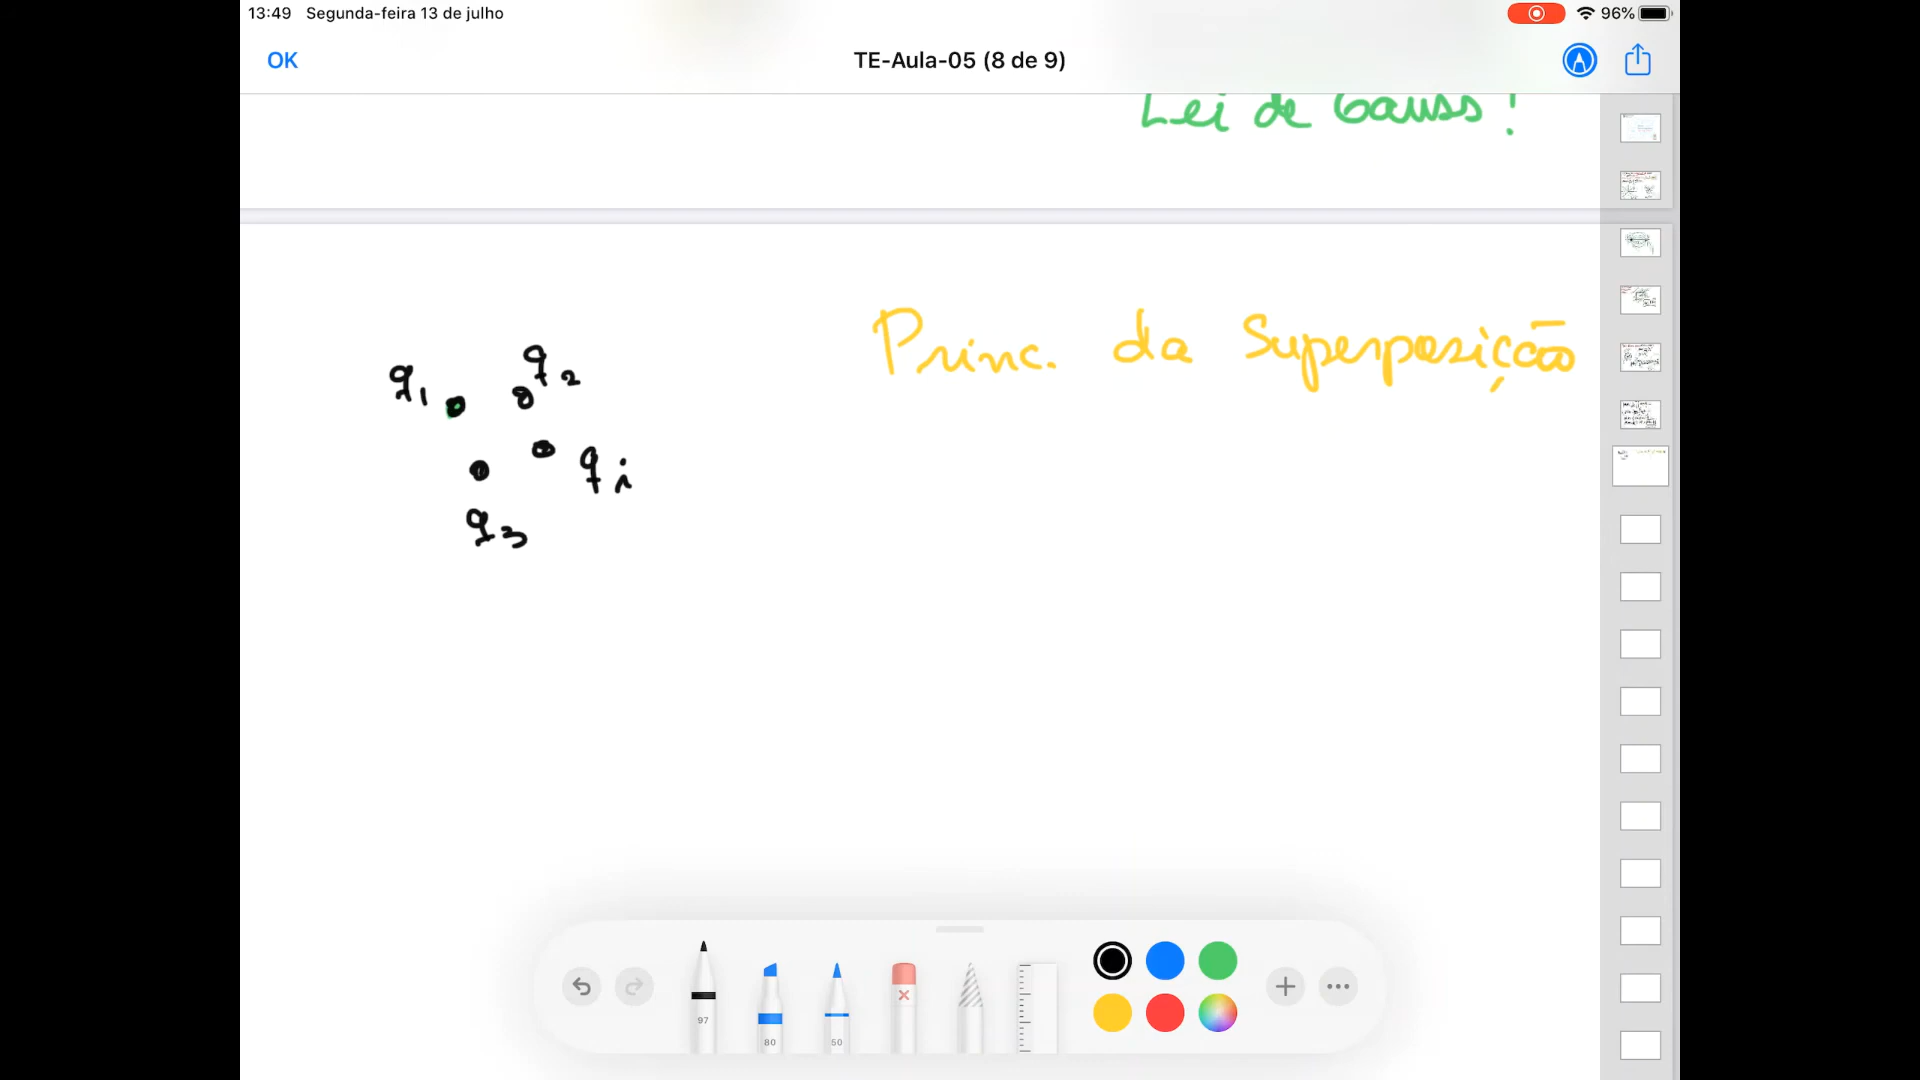 13:49 Segunda-feira 13 de julho 96%
OK TE-Aula-05 (8 de 9)
Lei de Gauss!
Princ. da Superposição
q1 q2
qi
q3
97 80 50